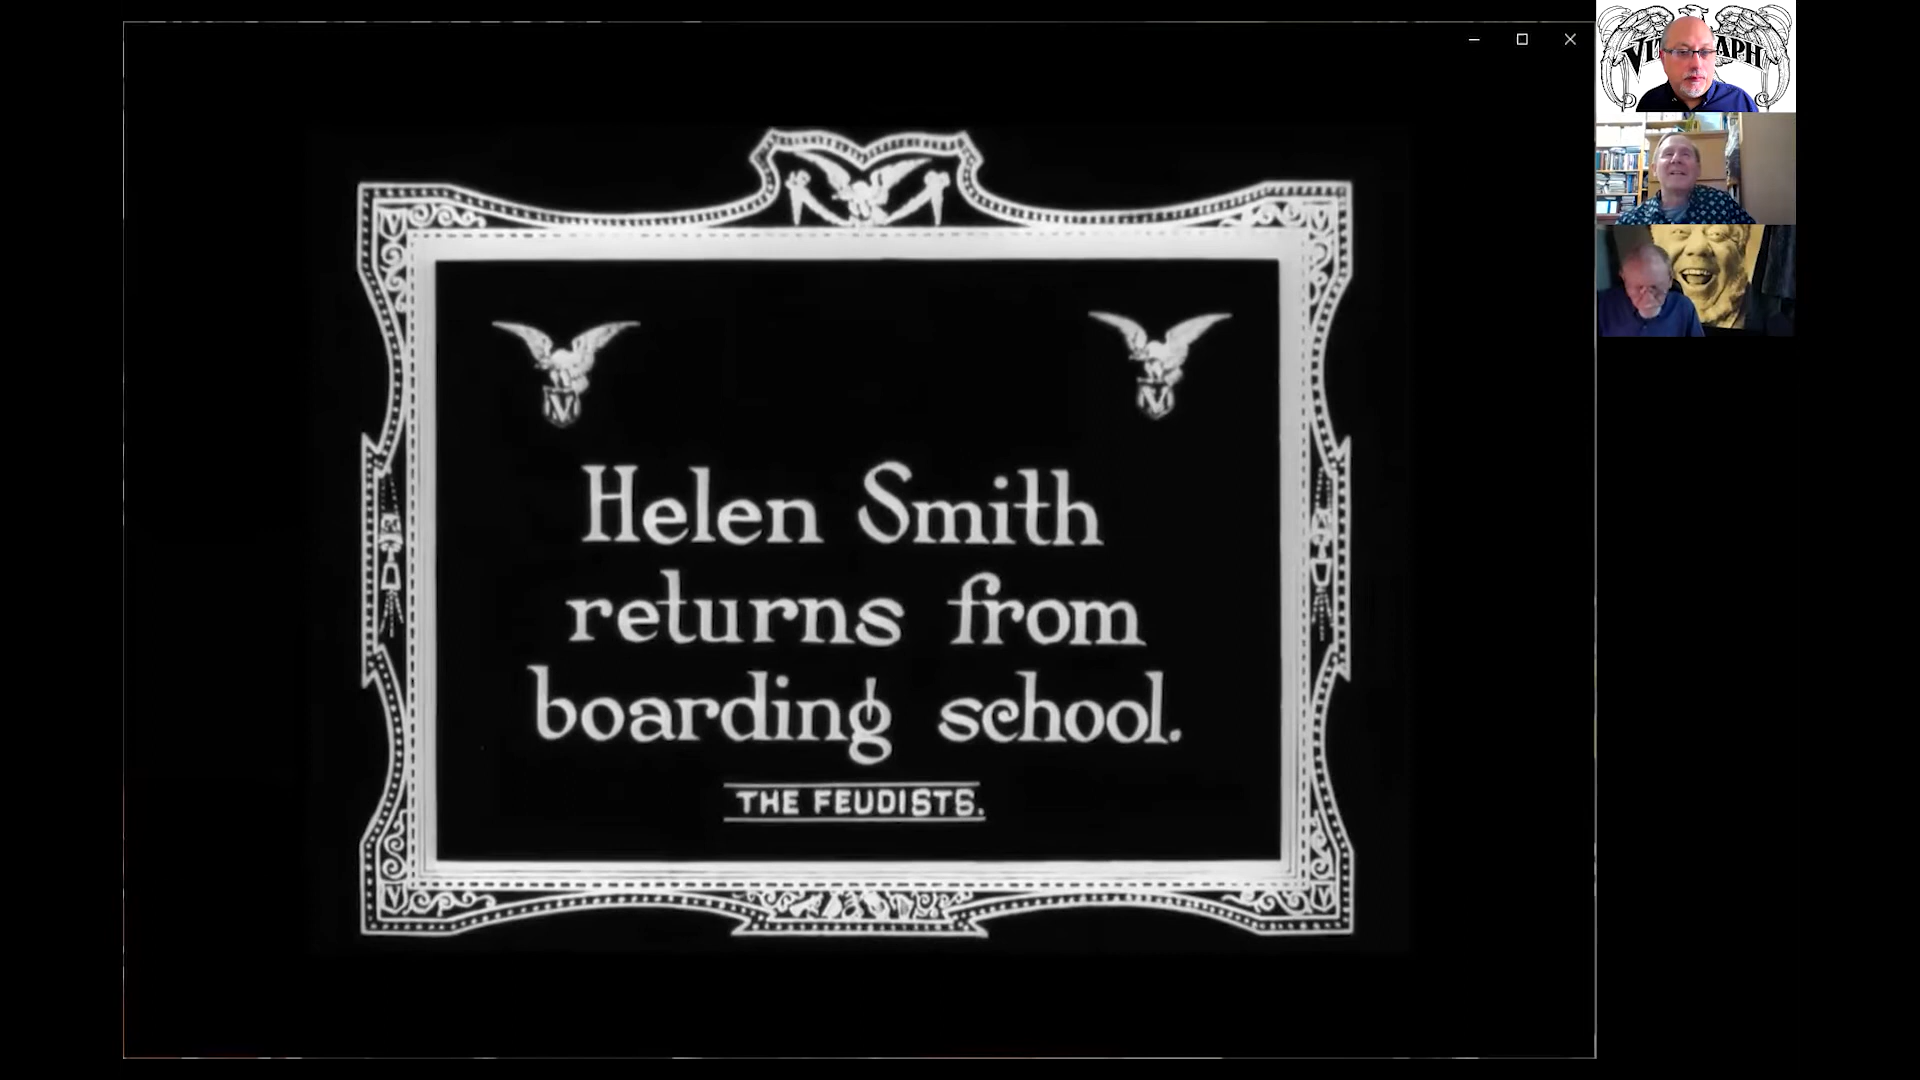 Helen Smith
returns from
boarding school.
THE FEUDISTS.
V
V
V
V
V
V